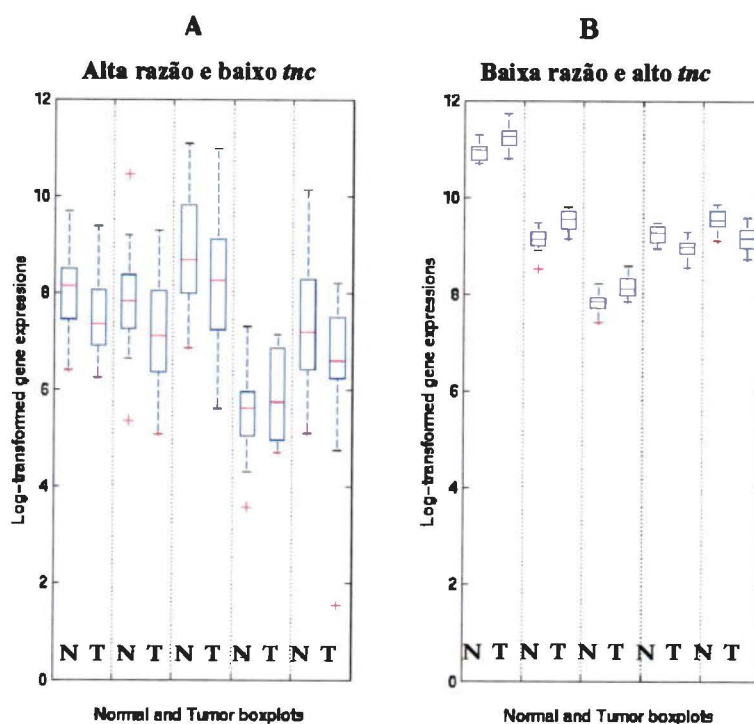 A
Alta razão e baixo tnc
12
10
8
6
4
2
0
Log-transformed gene expressions
N T N T N T N T N T
Normal and Tumor boxplots
B
Baixa razão e alto tnc
12
10
8
6
4
2
0
Log-transformed gene expressions
N T N T N T N T N T
Normal and Tumor boxplots